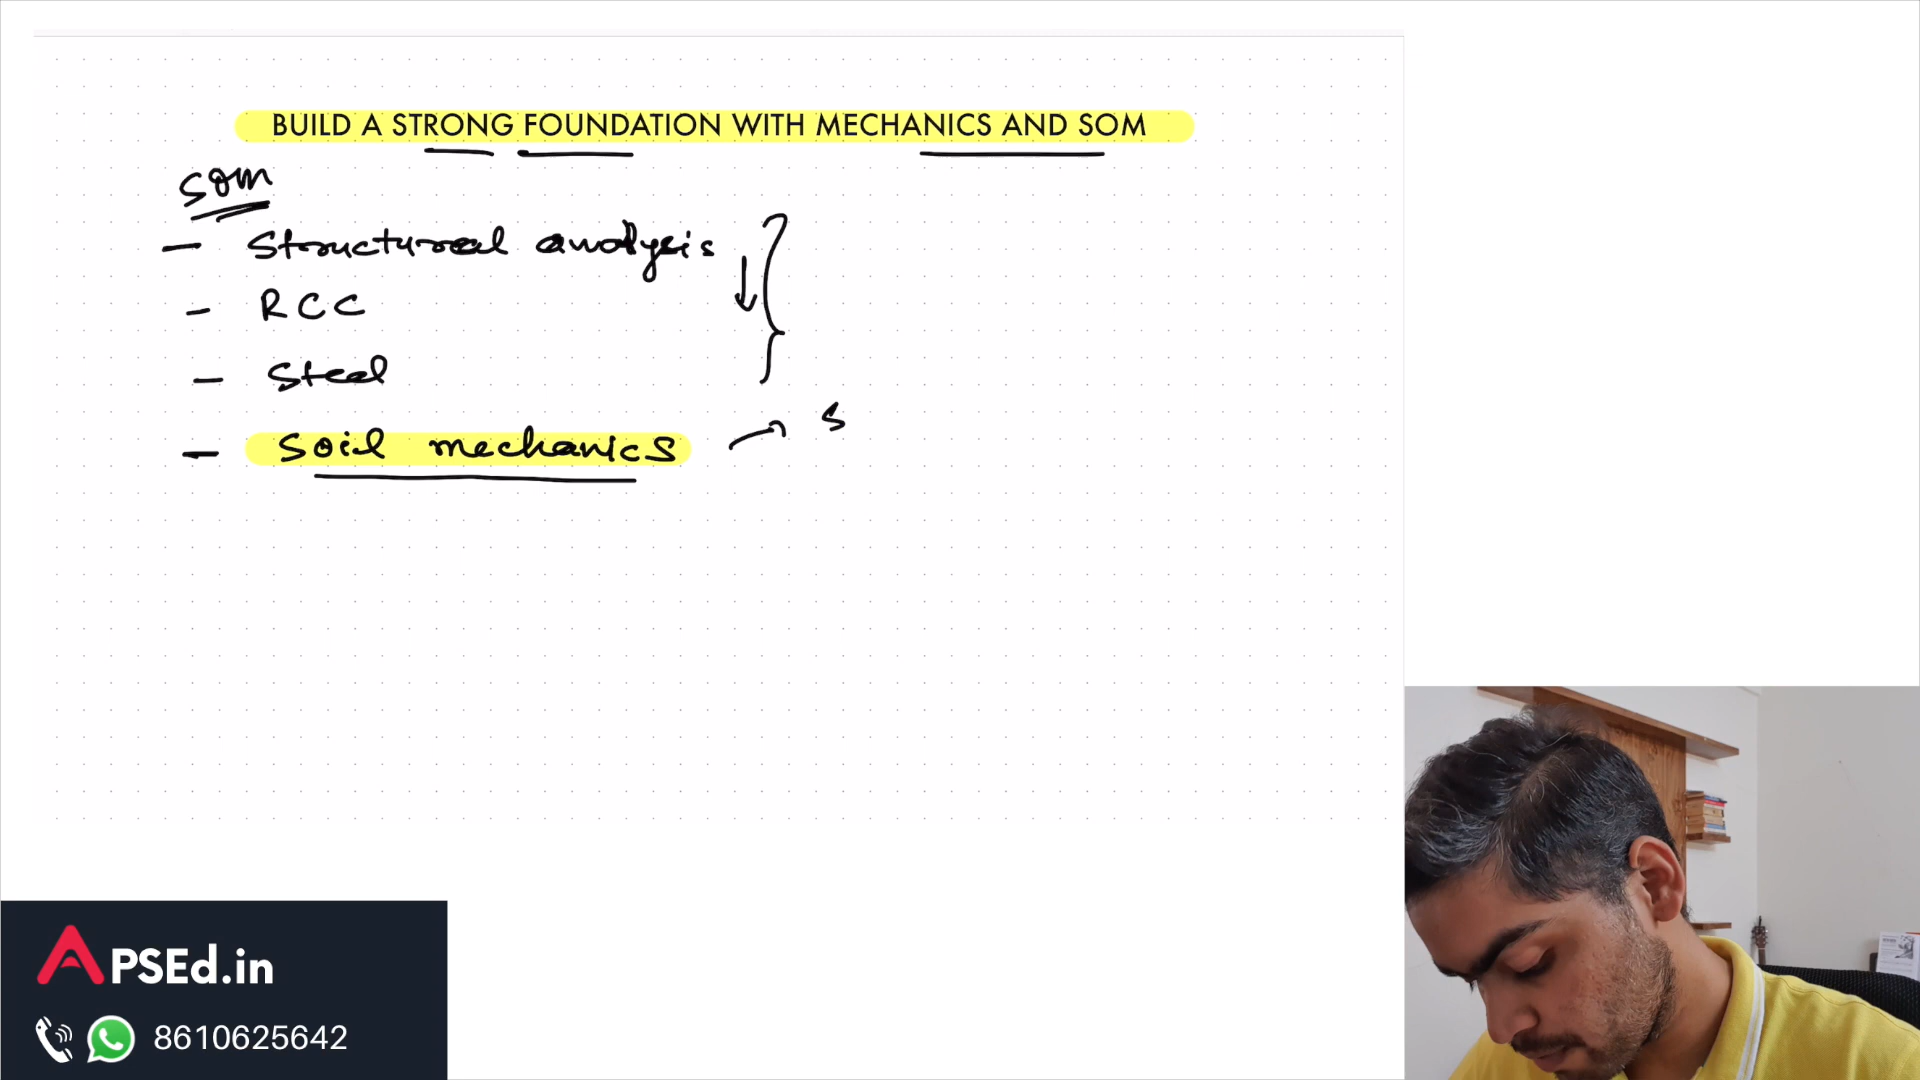 BUILD A STRONG FOUNDATION WITH MECHANICS AND SOM
SOM
- Structural analysis
- RCC
- Steel
- Soil mechanics → S
APSEd.in
8610625642